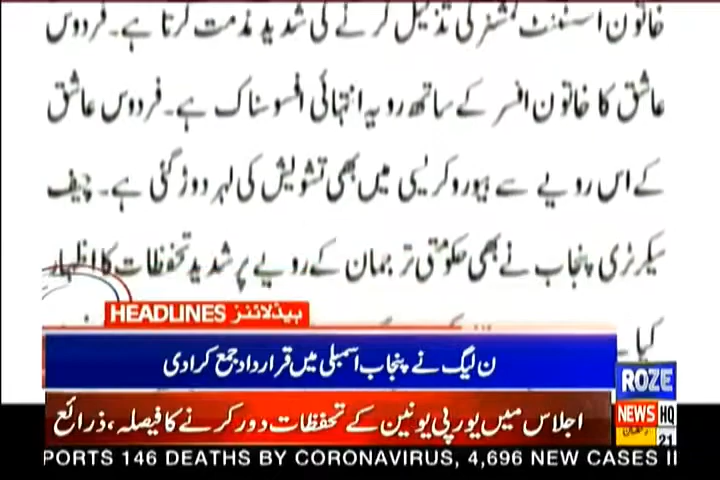 خاتون اسسٹنٹ کمشنر کی تذلیل کرنے کی شدید مذمت کرتا ہے۔ فردوس
عاشق کا خاتون افسر کے ساتھ رویہ انتہائی افسوسناک ہے۔ فردوس عاشق
کے اس رویے سے بیوروکریسی میں بھی تشویش کی لہر دوڑ گئی ہے۔ چیف
سیکرٹری پنجاب نے بھی حکومتی ترجمان کے رویے پر شدید تحفظات کا اظہار
کیا۔
HEADLINES ہیڈلائنز
ن لیگ نے پنجاب اسمبلی میں قرارداد جمع کرا دی
اجلاس میں یورپی یونین کے تحفظات دور کرنے کا فیصلہ، ذرائع
ROZE
NEWS HQ
رمضان 21
PORTS 146 DEATHS BY CORONAVIRUS, 4,696 NEW CASES I